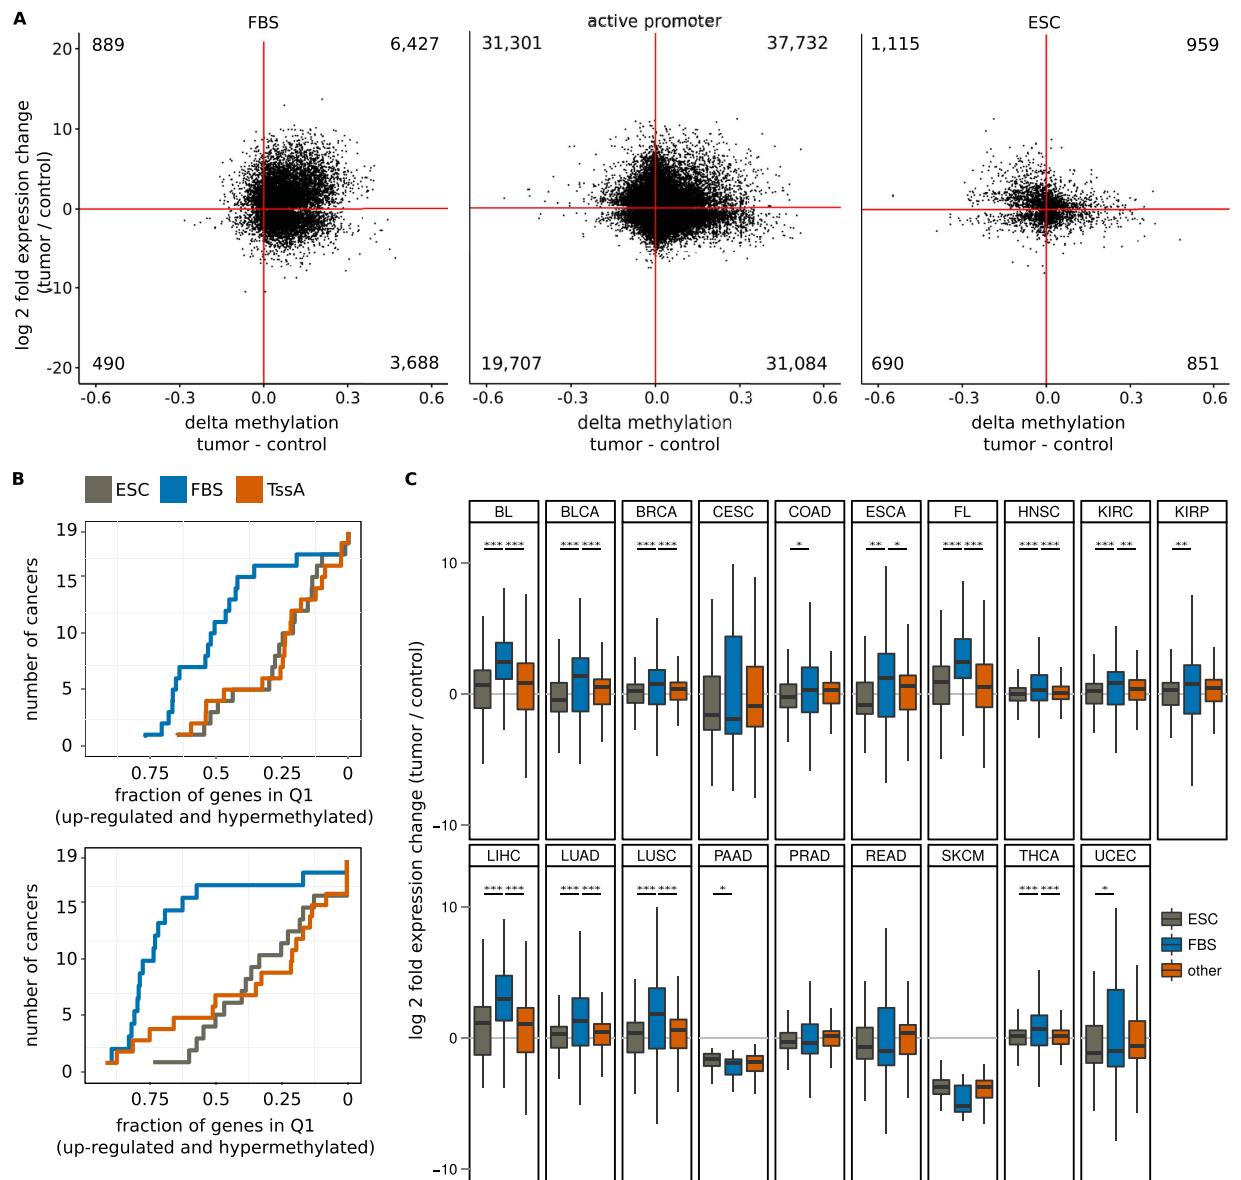 A
FBS
active promoter
ESC
889
6,427
31,301
37,732
1,115
959
490
3,688
19,707
31,084
690
851
20
10
0
-10
-20
log 2 fold expression change
(tumor / control)
-0.6
-0.3
0.0
0.3
0.6
-0.6
-0.3
0.0
0.3
0.6
-0.6
-0.3
0.0
0.3
0.6
delta methylation
tumor - control
delta methylation
tumor - control
delta methylation
tumor - control
B
ESC
FBS
TssA
19
15
10
5
0
number of cancers
0.75
0.5
0.25
0
fraction of genes in Q1
(up-regulated and hypermethylated)
19
15
10
5
0
number of cancers
0.75
0.5
0.25
0
fraction of genes in Q1
(up-regulated and hypermethylated)
C
log 2 fold expression change (tumor / control)
BL
BLCA
BRCA
CESC
COAD
ESCA
FL
HNSC
KIRC
KIRP
*** ***
*** ***
*** ***
*
** *
*** ***
*** ***
*** **
**
10
0
−10
LIHC
LUAD
LUSC
PAAD
PRAD
READ
SKCM
THCA
UCEC
*** ***
*** ***
*** ***
*
*** ***
*
10
0
−10
ESC
FBS
other